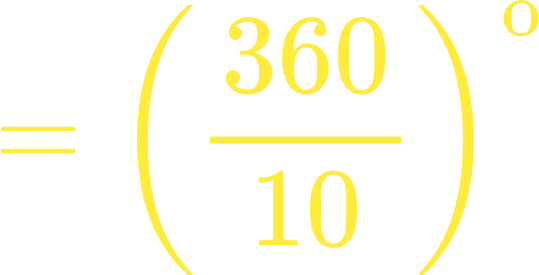 = (360/10)°